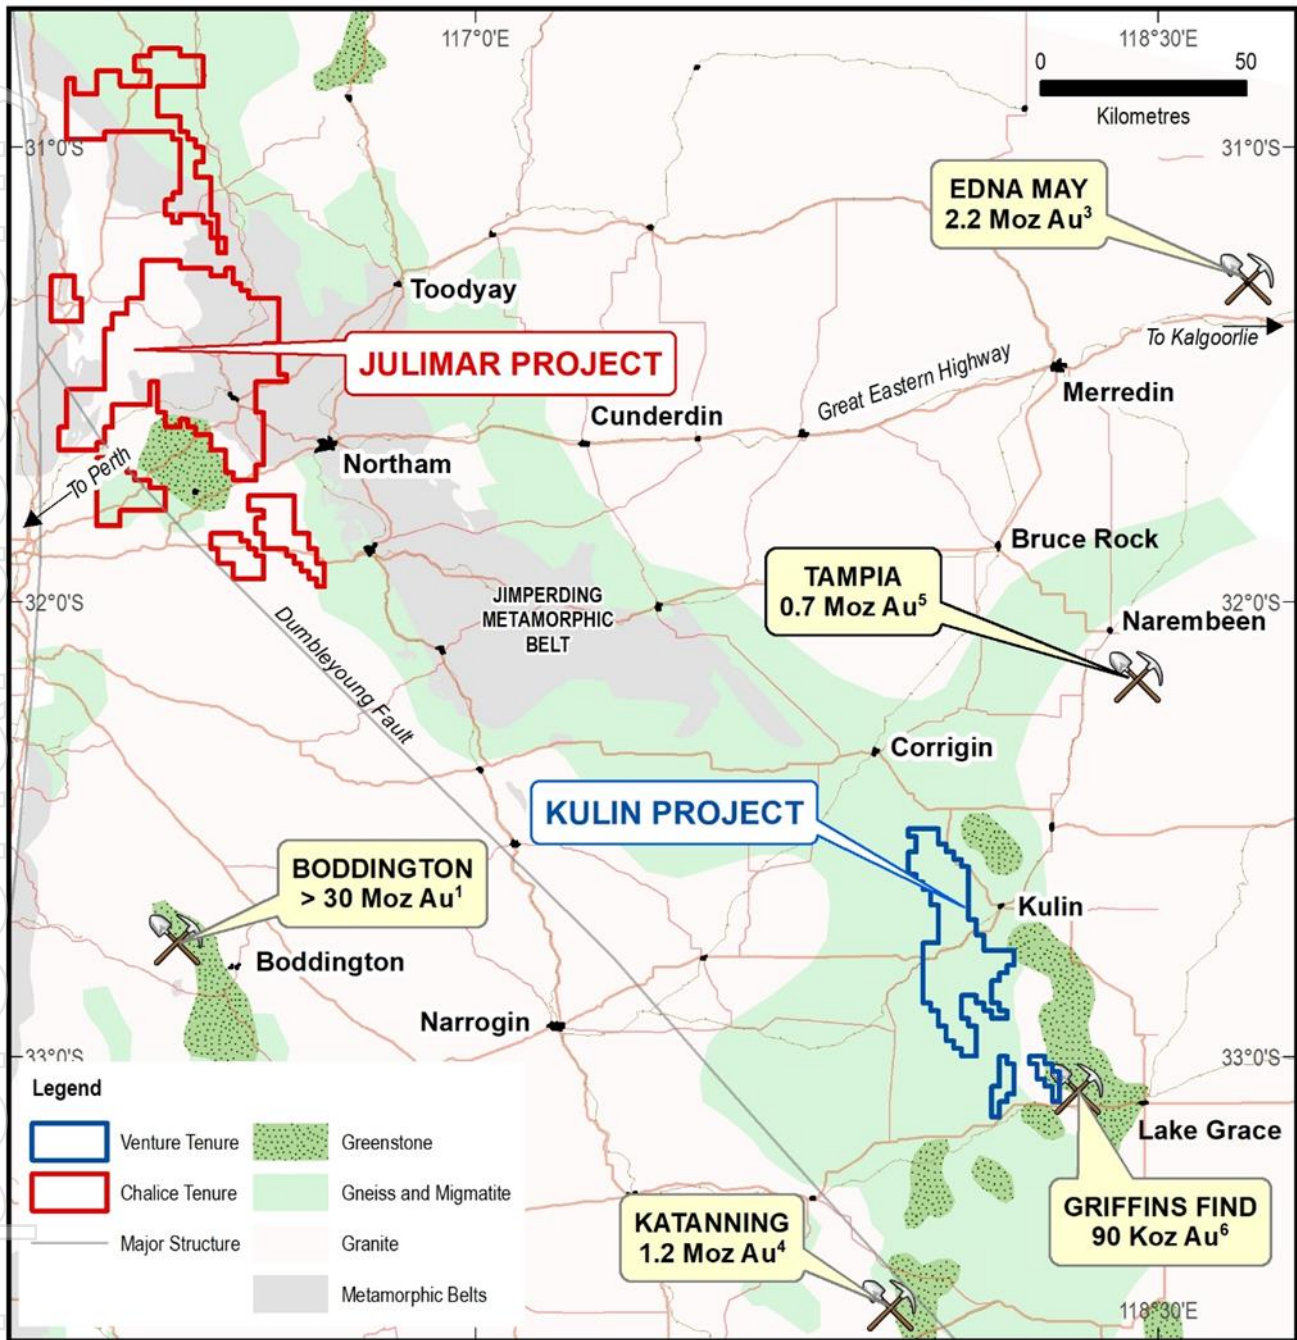 117°0'E
118°30'E
0 50
Kilometres
31°0'S
31°0'S
EDNA MAY
2.2 Moz Au³
Toodyay
To Kalgoorlie
JULIMAR PROJECT
Great Eastern Highway
Merredin
Cunderdin
Northam
To Perth
Bruce Rock
TAMPIA
0.7 Moz Au⁵
JIMPERDING
METAMORPHIC
BELT
32°0'S
32°0'S
Narembeen
Dumbleyoung Fault
Corrigin
KULIN PROJECT
BODDINGTON
> 30 Moz Au¹
Kulin
Boddington
Narrogin
33°0'S
33°0'S
Legend
Venture Tenure
Greenstone
Chalice Tenure
Gneiss and Migmatite
Major Structure
Granite
Metamorphic Belts
Lake Grace
KATANNING
1.2 Moz Au⁴
GRIFFINS FIND
90 Koz Au⁶
118°30'E